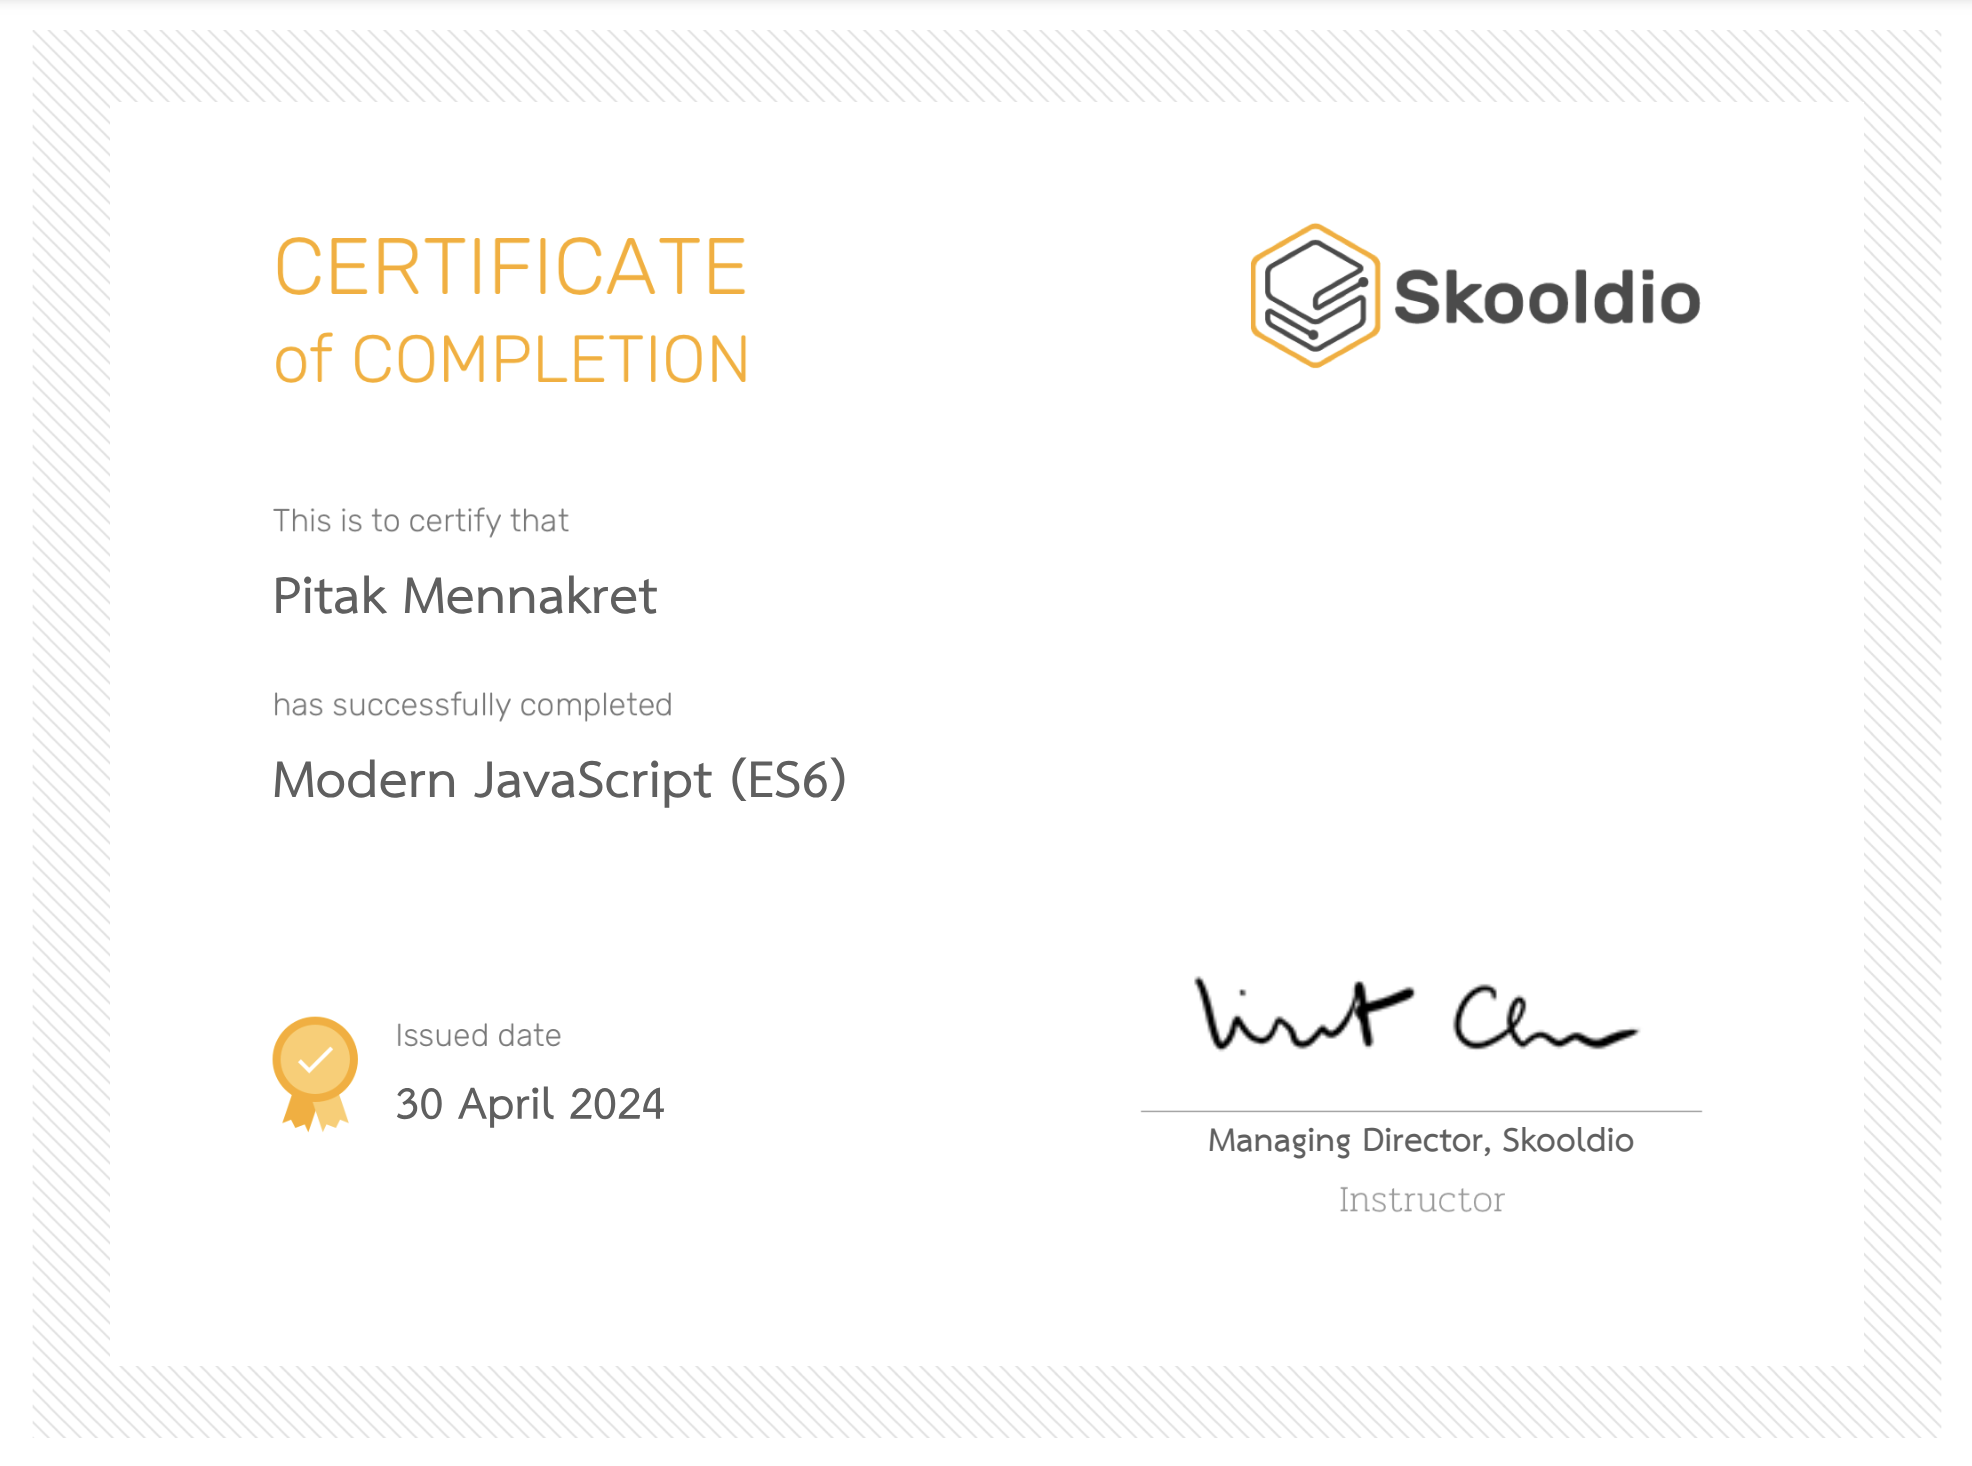 CERTIFICATE
of COMPLETION
Skooldio
This is to certify that
Pitak Mennakret
has successfully completed
Modern JavaScript (ES6)
Issued date
30 April 2024
Managing Director, Skooldio
Instructor